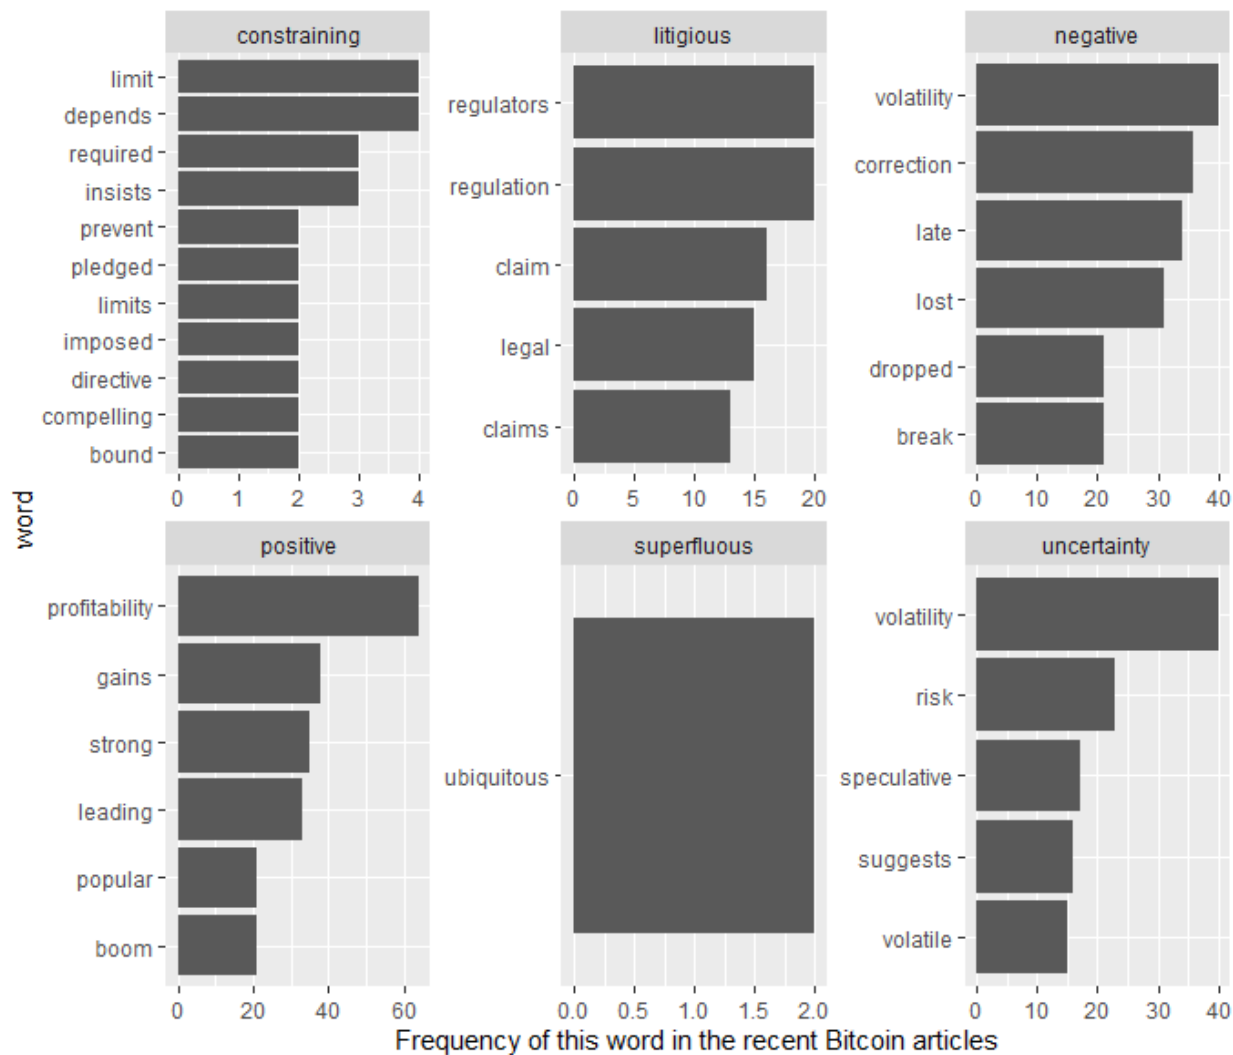 constraining
limit
depends
required
insists
prevent
pledged
limits
imposed
directive
compelling
bound
0 1 2 3 4
litigious
regulators
regulation
claim
legal
claims
0 5 10 15 20
negative
volatility
correction
late
lost
dropped
break
0 10 20 30 40
word
positive
profitability
gains
strong
leading
popular
boom
0 20 40 60
superfluous
ubiquitous
0.0 0.5 1.0 1.5 2.0
uncertainty
volatility
risk
speculative
suggests
volatile
0 10 20 30 40
Frequency of this word in the recent Bitcoin articles